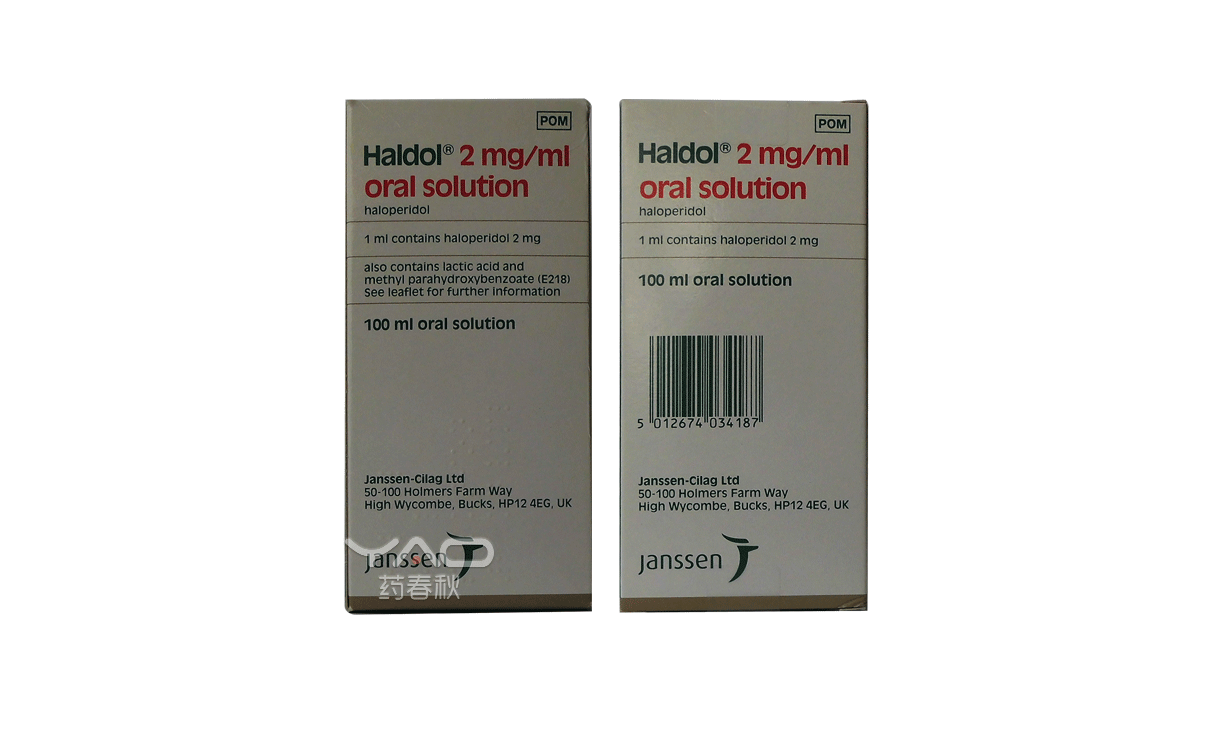 POM
Haldol® 2 mg/ml
oral solution
haloperidol
1 ml contains haloperidol 2 mg
also contains lactic acid and
methyl parahydroxybenzoate (E218)
See leaflet for further information
100 ml oral solution
Janssen-Cilag Ltd
50-100 Holmers Farm Way
High Wycombe, Bucks, HP12 4EG, UK
janssen
YAO
药春秋
POM
Haldol® 2 mg/ml
oral solution
haloperidol
1 ml contains haloperidol 2 mg
100 ml oral solution
5 012674 034187
Janssen-Cilag Ltd
50-100 Holmers Farm Way
High Wycombe, Bucks, HP12 4EG, UK
janssen